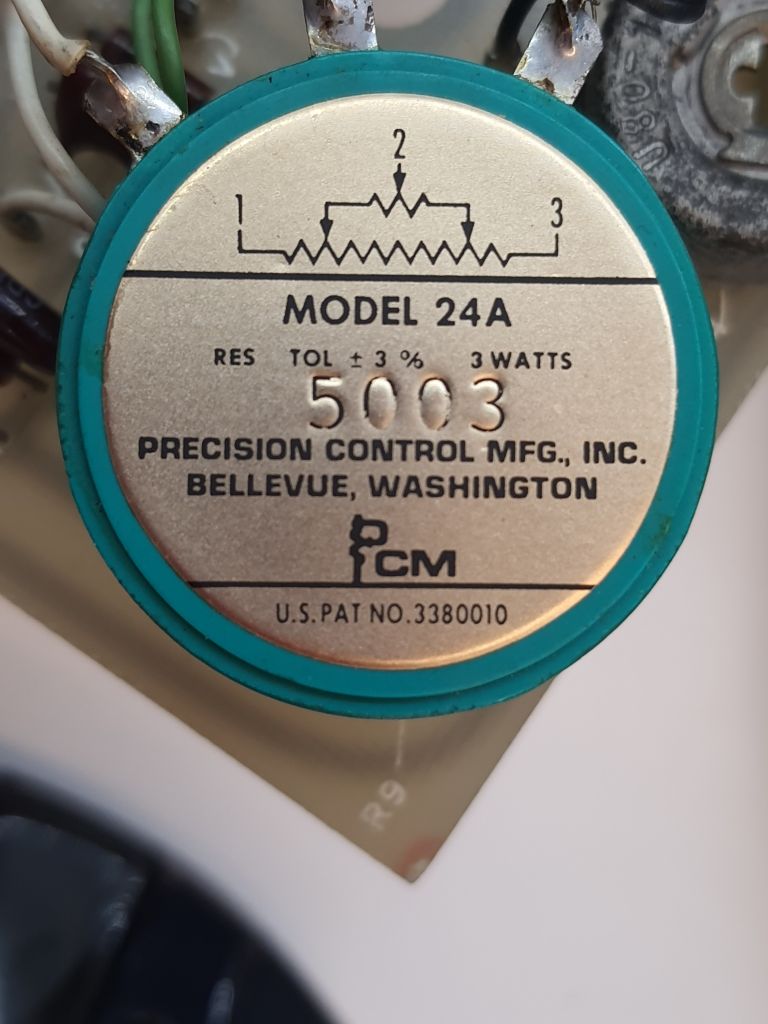 2
1 3
MODEL 24A
RES TOL ± 3 % 3 WATTS
5003
PRECISION CONTROL MFG., INC.
BELLEVUE, WASHINGTON
PCM
U.S. PAT NO. 3380010
R9